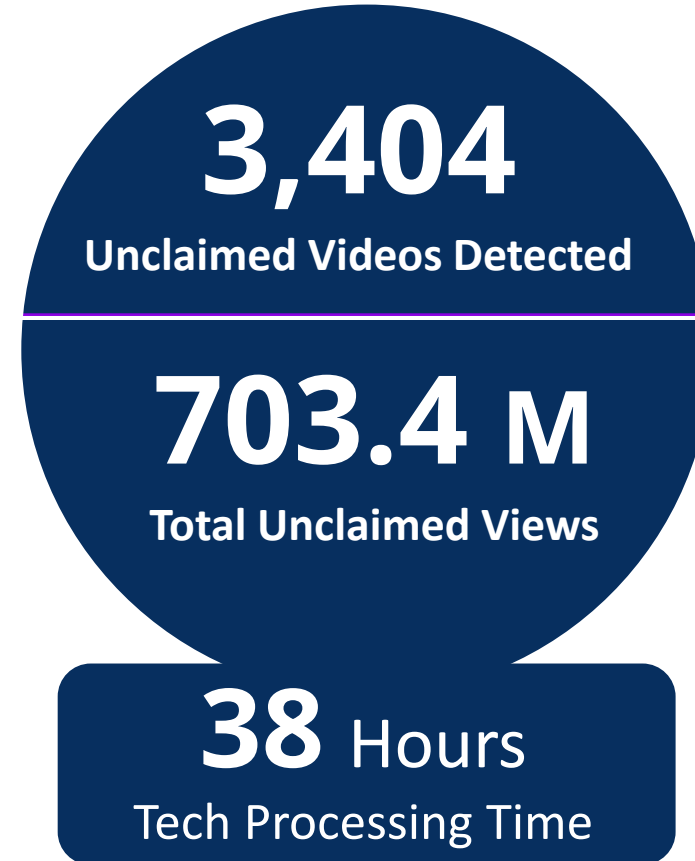 3,404
Unclaimed Videos Detected
703.4 M
Total Unclaimed Views
38 Hours
Tech Processing Time